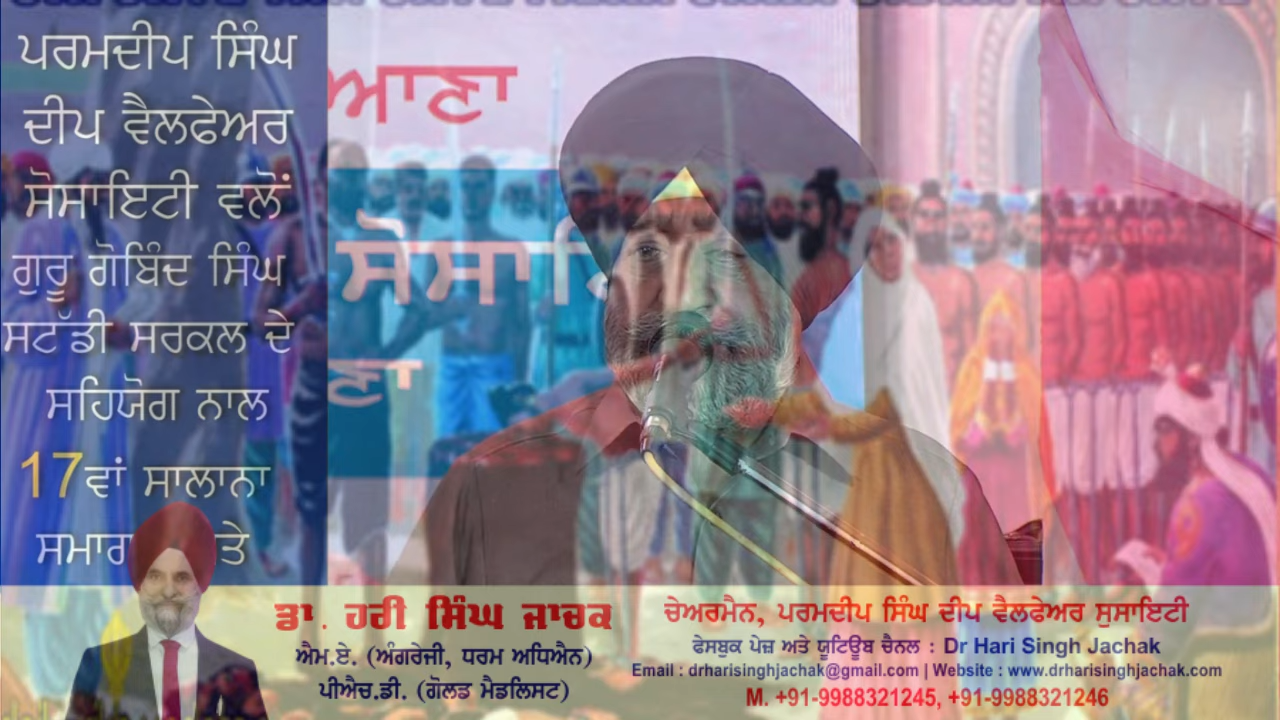 ਪਰਮਦੀਪ ਸਿੰਘ
ਦੀਪ ਵੈਲਫੇਅਰ
ਸੋਸਾਇਟੀ ਵਲੋਂ
ਗੁਰੂ ਗੋਬਿੰਦ ਸਿੰਘ
ਸਟੱਡੀ ਸਰਕਲ ਦੇ
ਸਹਿਯੋਗ ਨਾਲ
17ਵਾਂ ਸਾਲਾਨਾ
ਆਣਾ
ਣਾ
ਡਾ. ਹਰੀ ਸਿੰਘ ਜਾਚਕ
ਐਮ.ਏ. (ਅੰਗਰੇਜੀ, ਧਰਮ ਅਧਿਐਨ)
ਪੀਐਚ.ਡੀ. (ਗੋਲਡ ਮੈਡਲਿਸਟ)
ਚੇਅਰਮੈਨ, ਪਰਮਦੀਪ ਸਿੰਘ ਦੀਪ ਵੈਲਫੇਅਰ ਸੁਸਾਇਟੀ
ਫੇਸਬੁਕ ਪੇਜ਼ ਅਤੇ ਯੂਟਿਊਬ ਚੈਨਲ : Dr Hari Singh Jachak
Email : drharisinghjachak@gmail.com | Website : www.drharisinghjachak.com
M. +91-9988321245, +91-9988321246